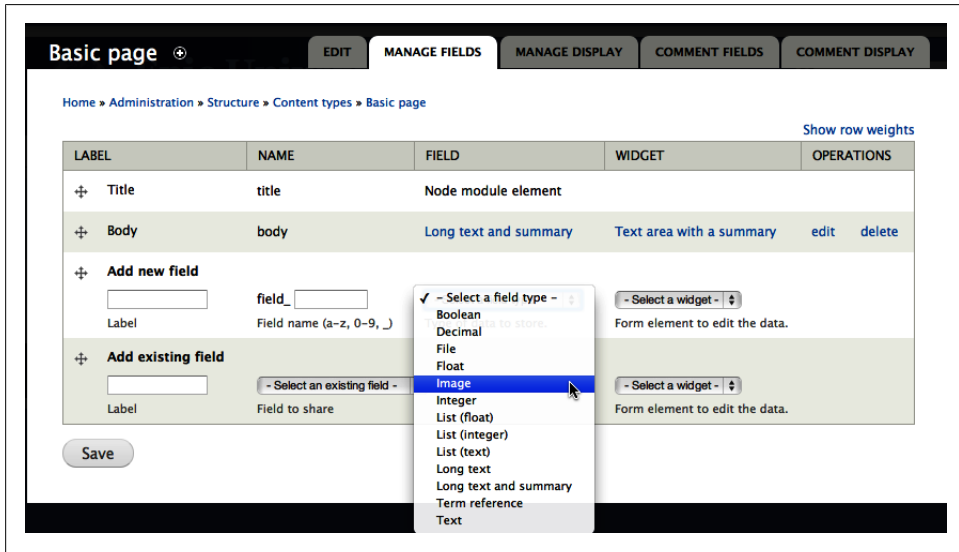 Basic page
EDIT MANAGE FIELDS MANAGE DISPLAY COMMENT FIELDS COMMENT DISPLAY
Home » Administration » Structure » Content types » Basic page
Show row weights
LABEL NAME FIELD WIDGET OPERATIONS
Title title Node module element
Body body Long text and summary Text area with a summary edit delete
Add new field
field_ - Select a widget -
Label Field name (a-z, 0-9, _) Form element to edit the data.
Add existing field
- Select an existing field - - Select a widget -
Label Field to share Form element to edit the data.
Save
✓ - Select a field type -
Boolean
Decimal
File
Float
Image
Integer
List (float)
List (integer)
List (text)
Long text
Long text and summary
Term reference
Text